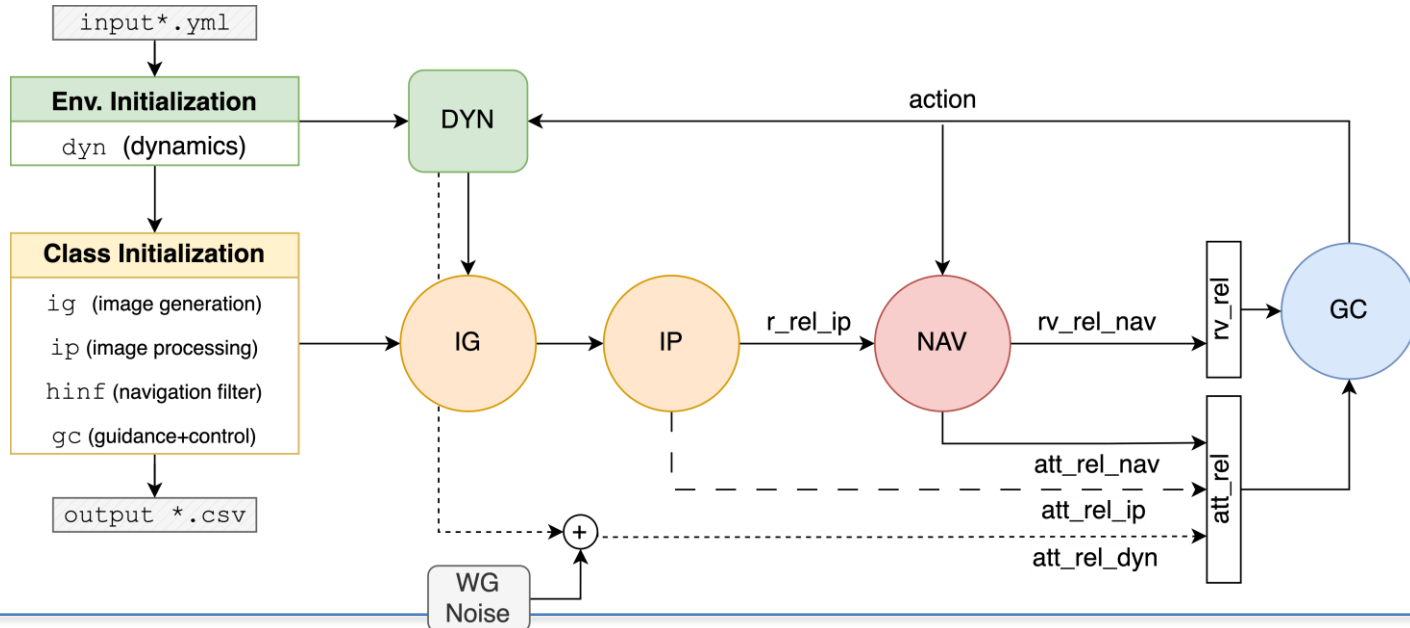 input*.yml
Env. Initialization
dyn (dynamics)
Class Initialization
ig (image generation)
ip (image processing)
hinf (navigation filter)
gc (guidance+control)
output *.csv
DYN
action
IG
IP
r_rel_ip
NAV
rv_rel_nav
rv_rel
GC
att_rel_nav
att_rel_ip
att_rel_dyn
att_rel
+
WG
Noise